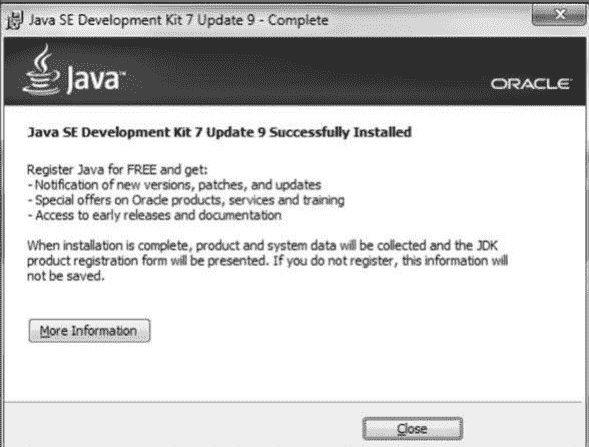 Java SE Development Kit 7 Update 9 - Complete
Java™
ORACLE
Java SE Development Kit 7 Update 9 Successfully Installed
Register Java for FREE and get:
- Notification of new versions, patches, and updates
- Special offers on Oracle products, services and training
- Access to early releases and documentation
When installation is complete, product and system data will be collected and the JDK
product registration form will be presented. If you do not register, this information will
not be saved.
More Information
Close